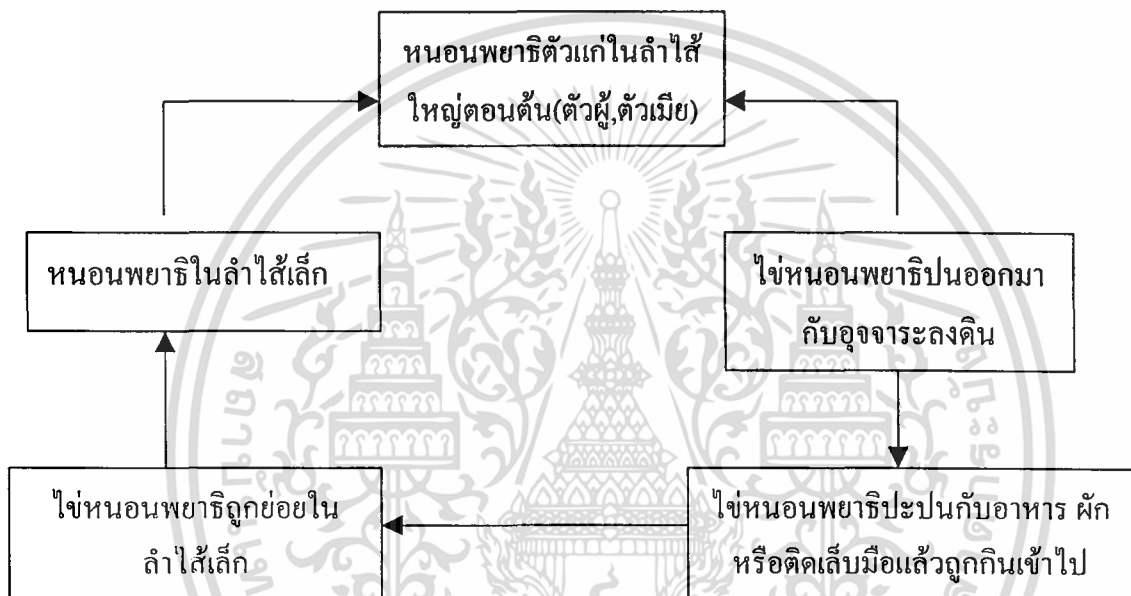 หนอนพยาธิตัวแก่ในลำไส้
ใหญ่ตอนต้น(ตัวผู้,ตัวเมีย)
หนอนพยาธิในลำไส้เล็ก
ไข่หนอนพยาธิปนออกมา
กับอุจจาระลงดิน
ไข่หนอนพยาธิถูกย่อยใน
ลำไส้เล็ก
ไข่หนอนพยาธิปะปนกับอาหาร ผัก
หรือติดเล็บมือแล้วถูกกินเข้าไป